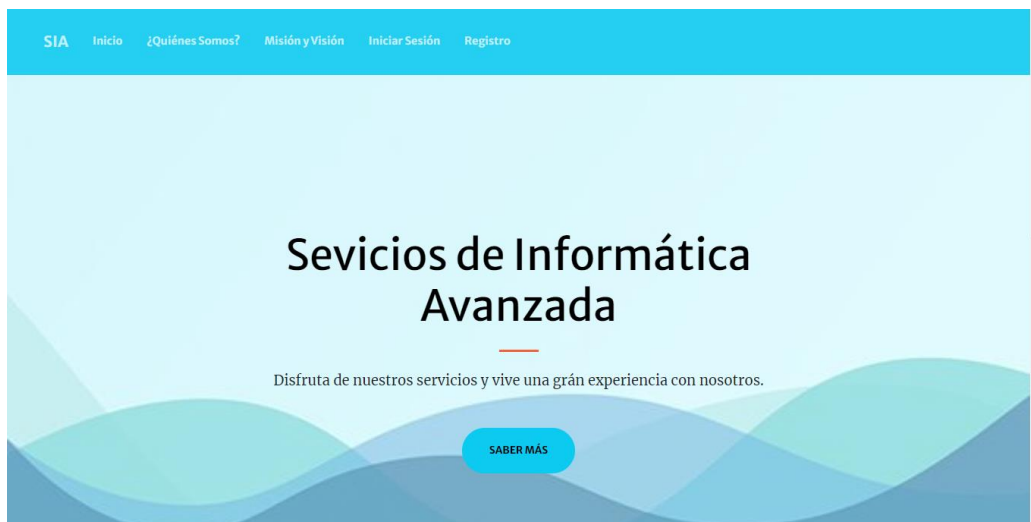 SIA Inicio ¿Quiénes Somos? Misión y Visión Iniciar Sesión Registro
Sevicios de Informática
Avanzada
Disfruta de nuestros servicios y vive una grán experiencia con nosotros.
SABER MÁS